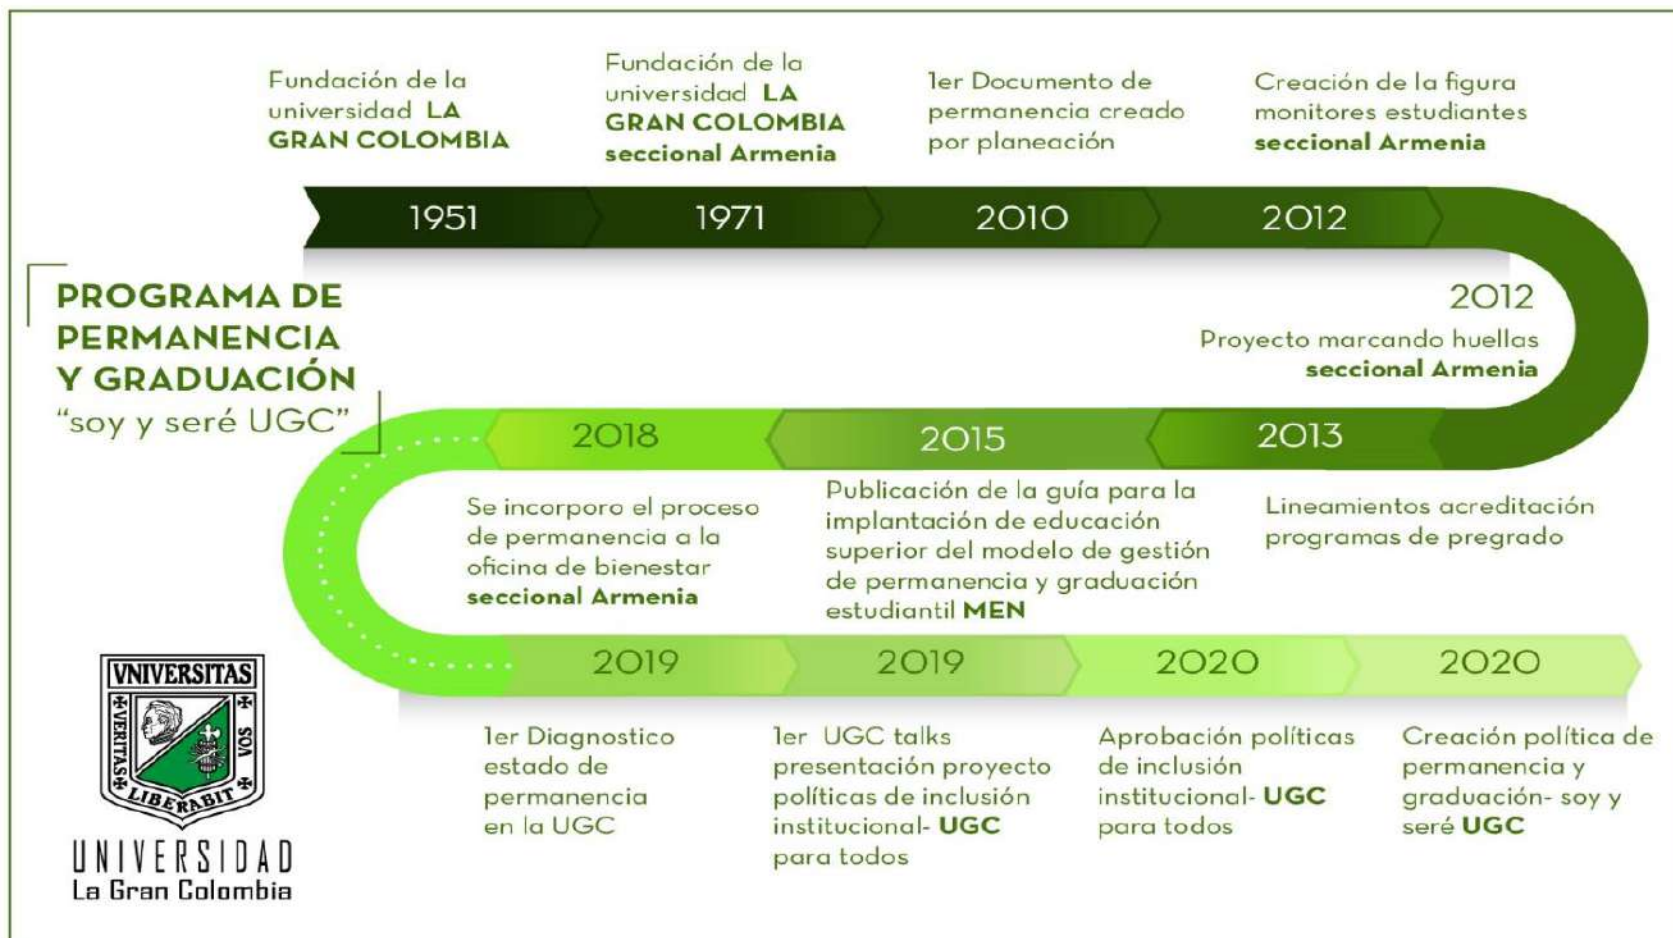 Fundación de la
universidad LA
GRAN COLOMBIA
Fundación de la
universidad LA
GRAN COLOMBIA
seccional Armenia
1er Documento de
permanencia creado
por planeación
Creación de la figura
monitores estudiantes
seccional Armenia
1951
1971
2010
2012
PROGRAMA DE
PERMANENCIA
Y GRADUACIÓN
“soy y seré UGC”
2012
Proyecto marcando huellas
seccional Armenia
2018
2015
2013
Se incorporo el proceso
de permanencia a la
oficina de bienestar
seccional Armenia
Publicación de la guía para la
implantación de educación
superior del modelo de gestión
de permanencia y graduación
estudiantil MEN
Lineamientos acreditación
programas de pregrado
2019
2019
2020
2020
1er Diagnostico
estado de
permanencia
en la UGC
1er UGC talks
presentación proyecto
políticas de inclusión
institucional- UGC
para todos
Aprobación políticas
de inclusión
institucional- UGC
para todos
Creación política de
permanencia y
graduación- soy y
seré UGC
VNIVERSITAS
VERITAS
LIBERABIT
VOS
UNIVERSIDAD
La Gran Colombia